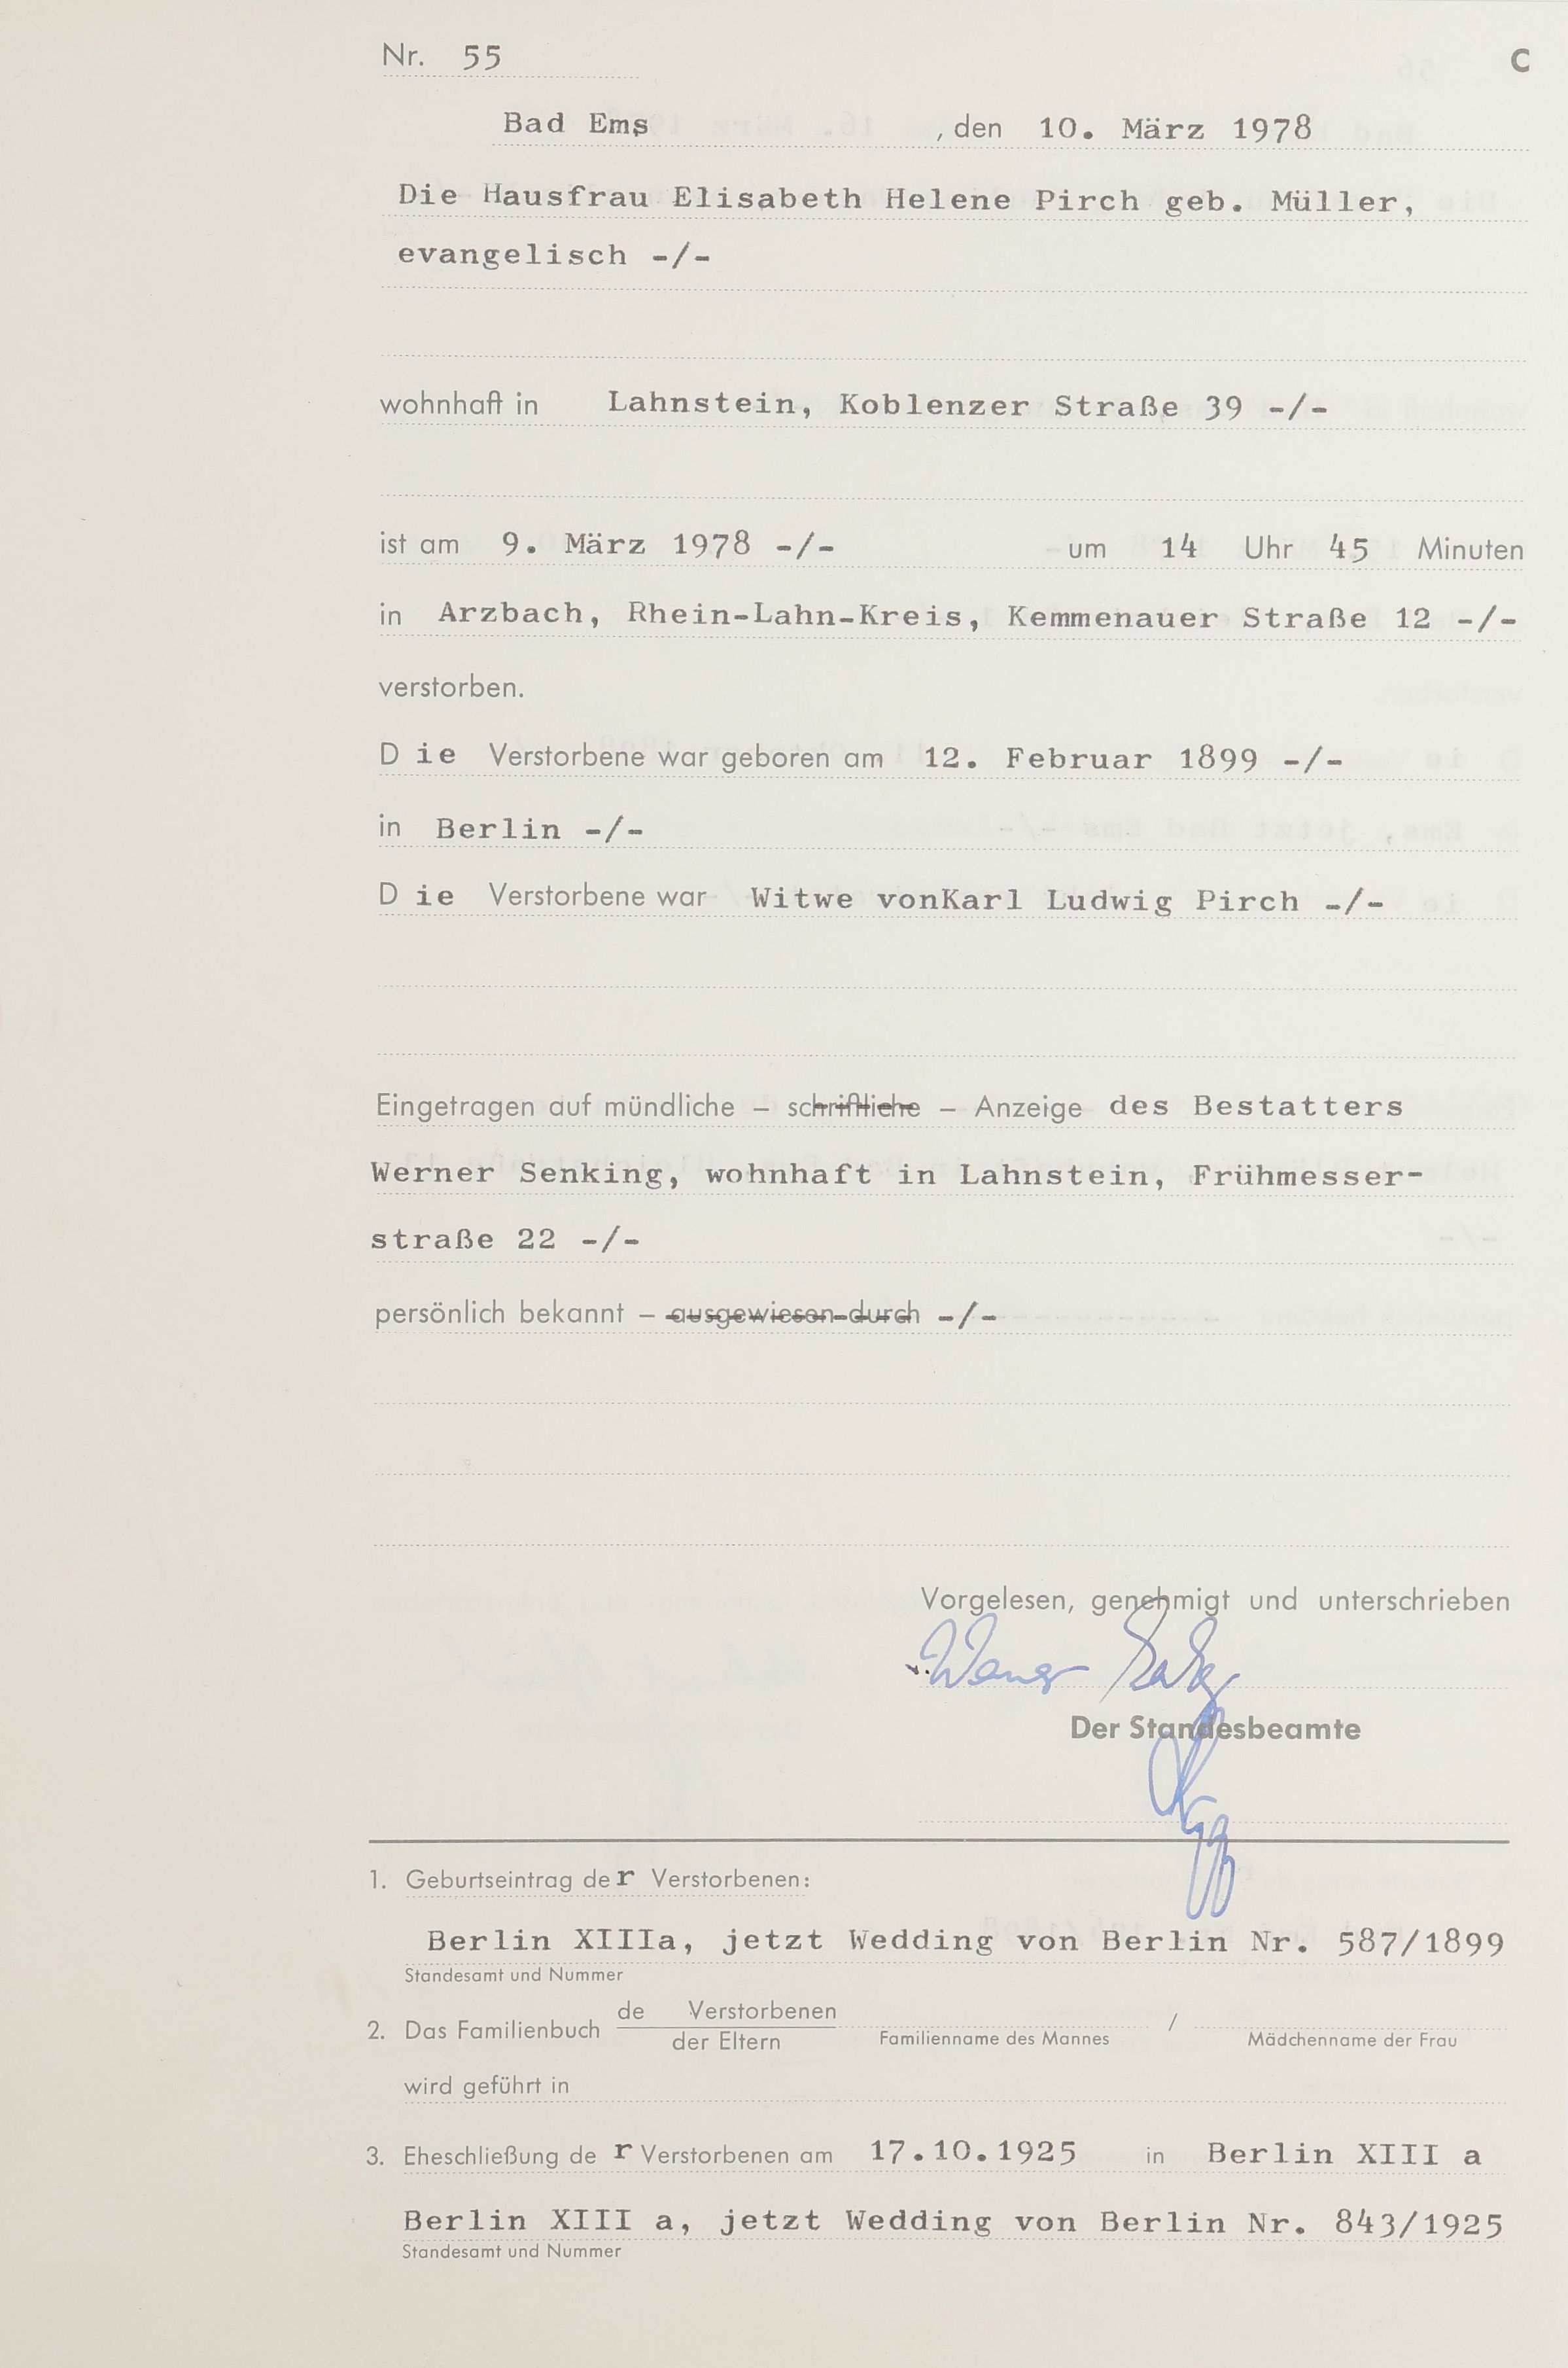 Nr. 55 C
Bad Ems , den 10. März 1978
Die Hausfrau Elisabeth Helene Pirch geb. Müller,
evangelisch -/-
wohnhaft in Lahnstein, Koblenzer Straße 39 -/-
ist am 9. März 1978 -/- um 14 Uhr 45 Minuten
in Arzbach, Rhein-Lahn-Kreis, Kemmenauer Straße 12 -/-
verstorben.
D ie Verstorbene war geboren am 12. Februar 1899 -/-
in Berlin -/-
D ie Verstorbene war Witwe vonKarl Ludwig Pirch -/-
Eingetragen auf mündliche – schriftliche – Anzeige des Bestatters
Werner Senking, wohnhaft in Lahnstein, Frühmesser-
straße 22 -/-
persönlich bekannt – ausgewiesen durch -/-
Vorgelesen, genehmigt und unterschrieben
Werner
Der Standesbeamte
1. Geburtseintrag der Verstorbenen:
Berlin XIIIa, jetzt Wedding von Berlin Nr. 587/1899
Standesamt und Nummer
de Verstorbenen
2. Das Familienbuch /
der Eltern Familienname des Mannes Mädchenname der Frau
wird geführt in
3. Eheschließung de r Verstorbenen am 17.10.1925 in Berlin XIII a
Berlin XIII a, jetzt Wedding von Berlin Nr. 843/1925
Standesamt und Nummer